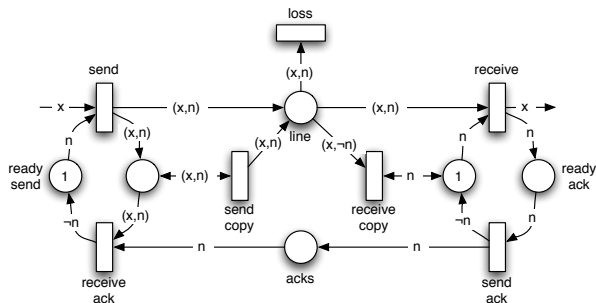 loss
send
(x,n)
receive
x
(x,n)
(x,n)
x
n
(x,n)
(x,n)
line
(x,¬n)
n
n
ready
send
1
(x,n)
n
1
ready
ack
send
copy
receive
copy
¬n
(x,n)
¬n
n
n
n
receive
ack
acks
send
ack